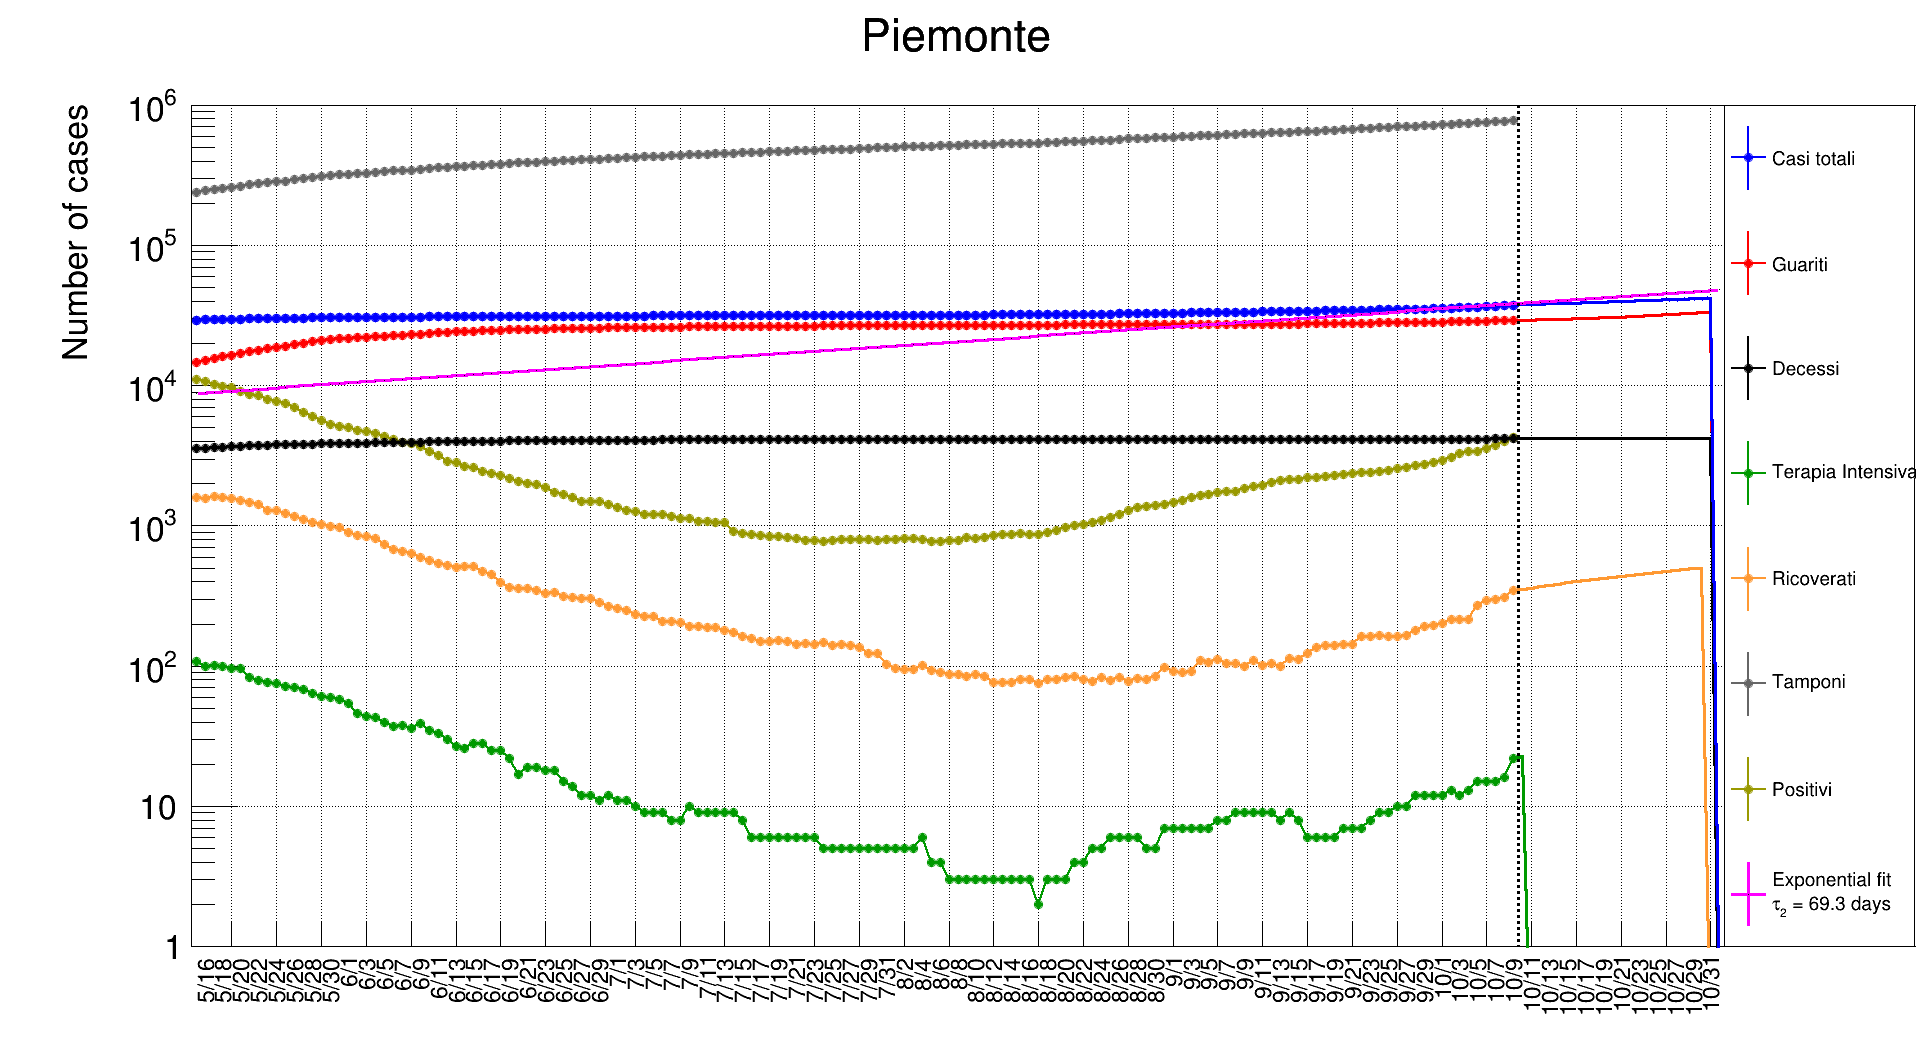 Piemonte
Number of cases
10^6
10^5
10^4
10^3
10^2
10
1
5/16 5/18 5/20 5/22 5/24 5/26 5/28 5/30 6/1 6/3 6/5 6/7 6/9 6/11 6/13 6/15 6/17 6/19 6/21 6/23 6/25 6/27 6/29 7/1 7/3 7/5 7/7 7/9 7/11 7/13 7/15 7/17 7/19 7/21 7/23 7/25 7/27 7/29 7/31 8/2 8/4 8/6 8/8 8/10 8/12 8/14 8/16 8/18 8/20 8/22 8/24 8/26 8/28 8/30 9/1 9/3 9/5 9/7 9/9 9/11 9/13 9/15 9/17 9/19 9/21 9/23 9/25 9/27 9/29 10/1 10/3 10/5 10/7 10/9 10/11 10/13 10/15 10/17 10/19 10/21 10/23 10/25 10/27 10/29 10/31
Casi totali
Guariti
Decessi
Terapia Intensiva
Ricoverati
Tamponi
Positivi
Exponential fit
τ₂ = 69.3 days